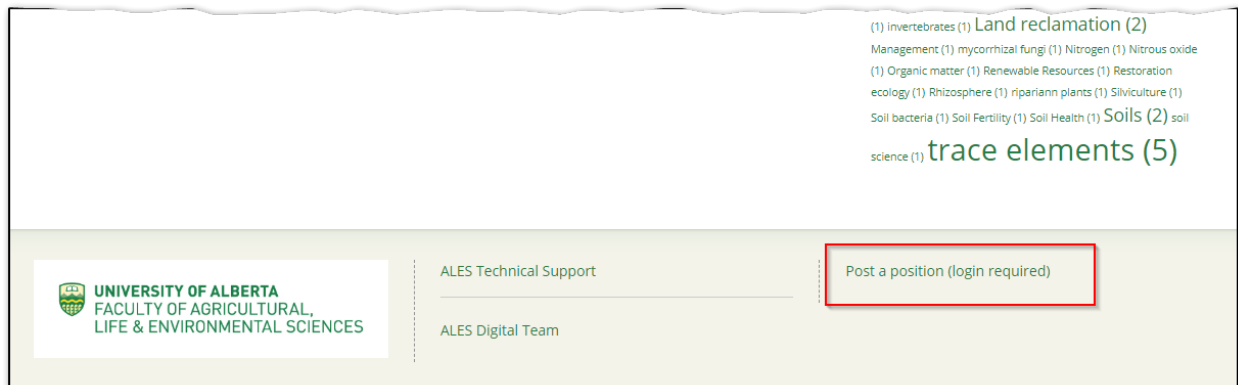 (1) invertebrates (1) Land reclamation (2)
Management (1) mycorrhizal fungi (1) Nitrogen (1) Nitrous oxide
(1) Organic matter (1) Renewable Resources (1) Restoration
ecology (1) Rhizosphere (1) ripariann plants (1) Silviculture (1)
Soil bacteria (1) Soil Fertility (1) Soil Health (1) Soils (2) soil
science (1) trace elements (5)
UNIVERSITY OF ALBERTA
FACULTY OF AGRICULTURAL,
LIFE & ENVIRONMENTAL SCIENCES
ALES Technical Support
ALES Digital Team
Post a position (login required)